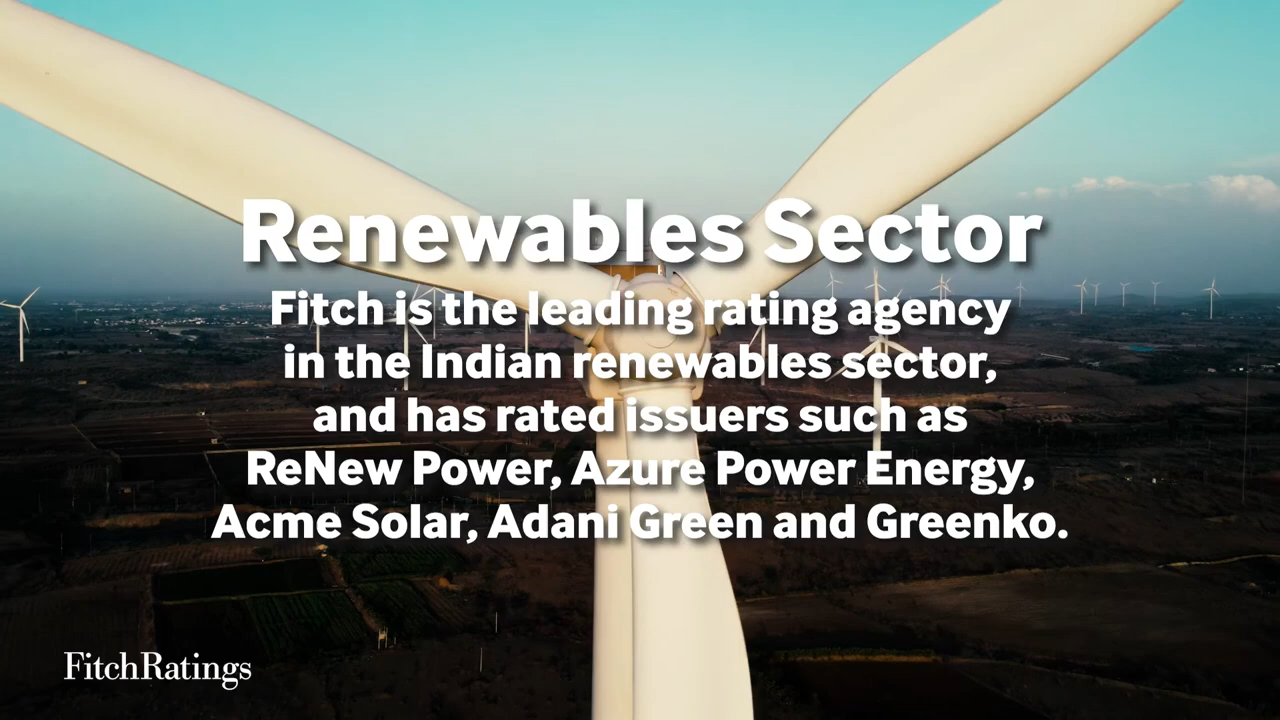 Renewables Sector
Fitch is the leading rating agency
in the Indian renewables sector,
and has rated issuers such as
ReNew Power, Azure Power Energy,
Acme Solar, Adani Green and Greenko.
FitchRatings